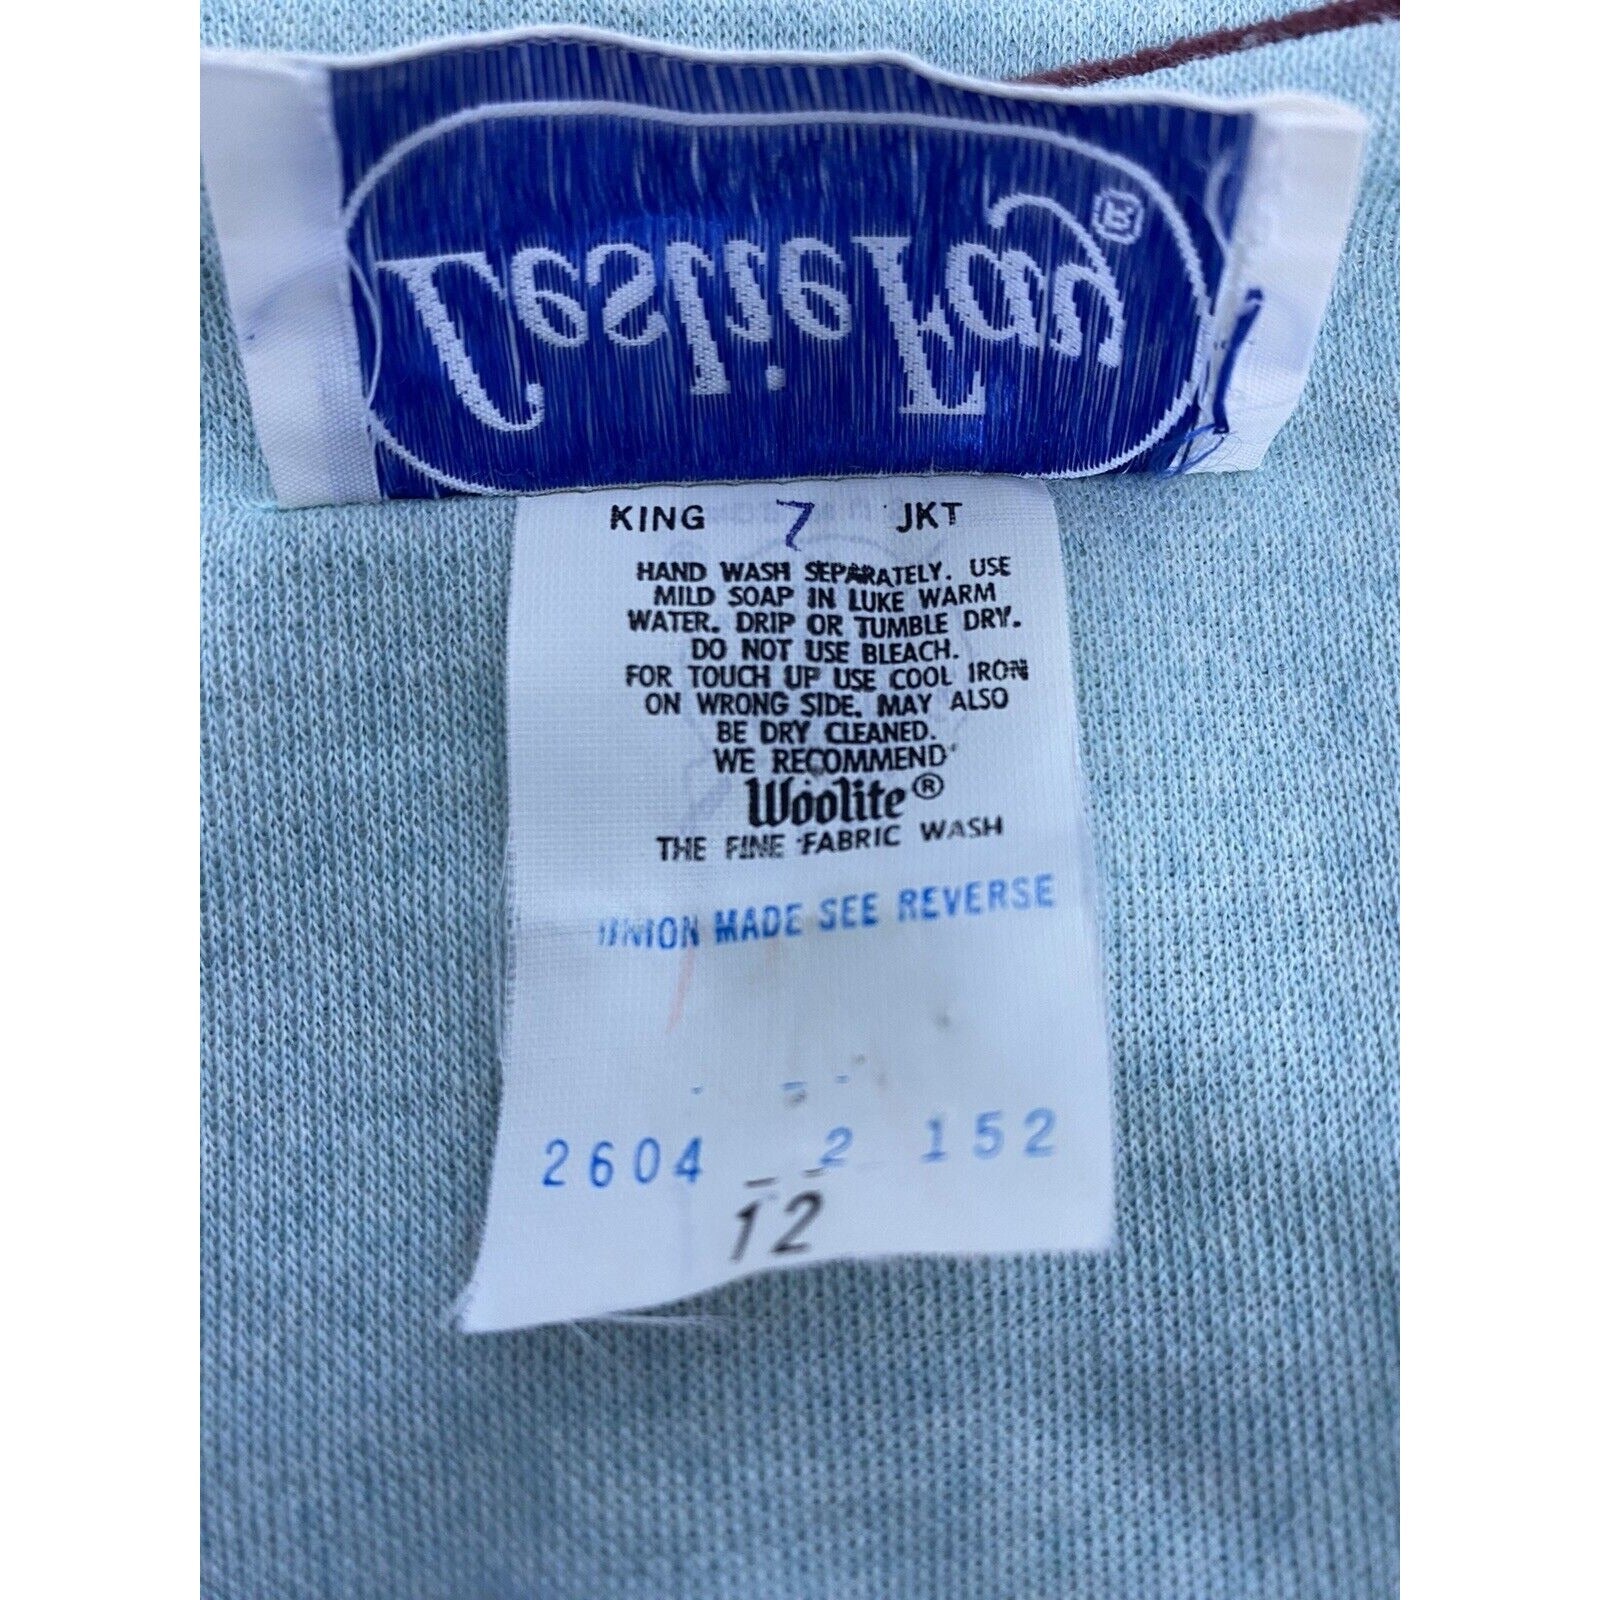 Leslie Fay ®
KING 7 JKT
HAND WASH SEPARATELY. USE
MILD SOAP IN LUKE WARM
WATER. DRIP OR TUMBLE DRY.
DO NOT USE BLEACH.
FOR TOUCH UP USE COOL IRON
ON WRONG SIDE. MAY ALSO
BE DRY CLEANED.
WE RECOMMEND
Woolite®
THE FINE FABRIC WASH
UNION MADE SEE REVERSE
2604 2 152
12